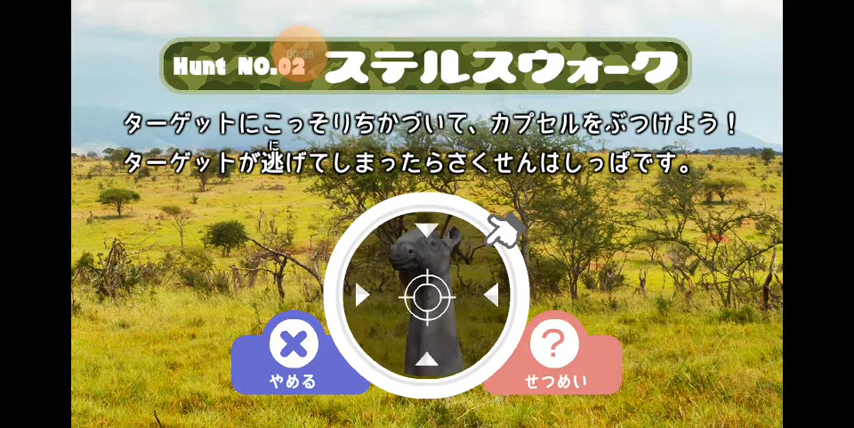 Hunt NO.02 ステルスウォーク
00:35
ターゲットにこっそりちかづいて、カプセルをぶつけよう！
に
ターゲットが逃げてしまったらさくせんはしっぱです。
?
やめる
せつめい